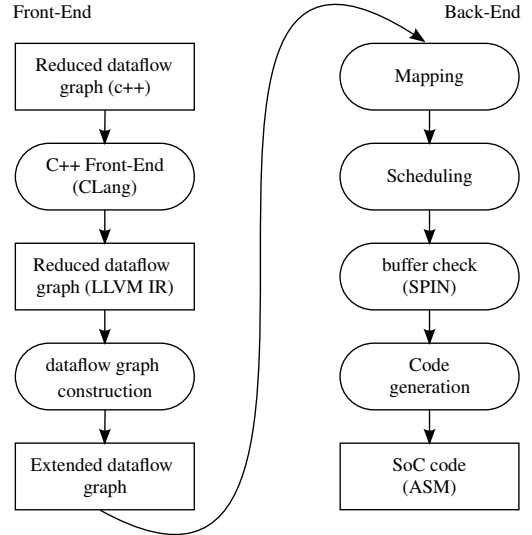 Front-End
Reduced dataflow
graph (c++)
C++ Front-End
(CLang)
Reduced dataflow
graph (LLVM IR)
dataflow graph
construction
Extended dataflow
graph
Back-End
Mapping
Scheduling
buffer check
(SPIN)
Code
generation
SoC code
(ASM)